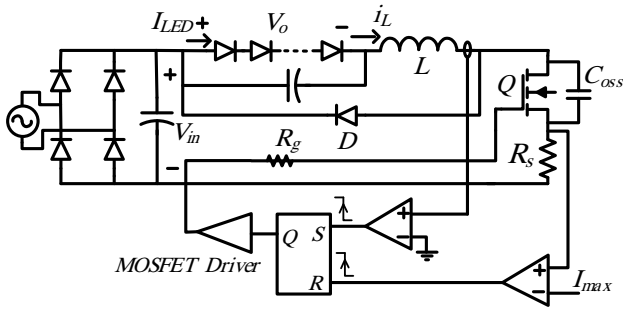 I_LED + V_o - i_L
L
Q C_oss
+ V_in -
D
R_g R_s
MOSFET Driver
Q S R
+ -
+ - I_max